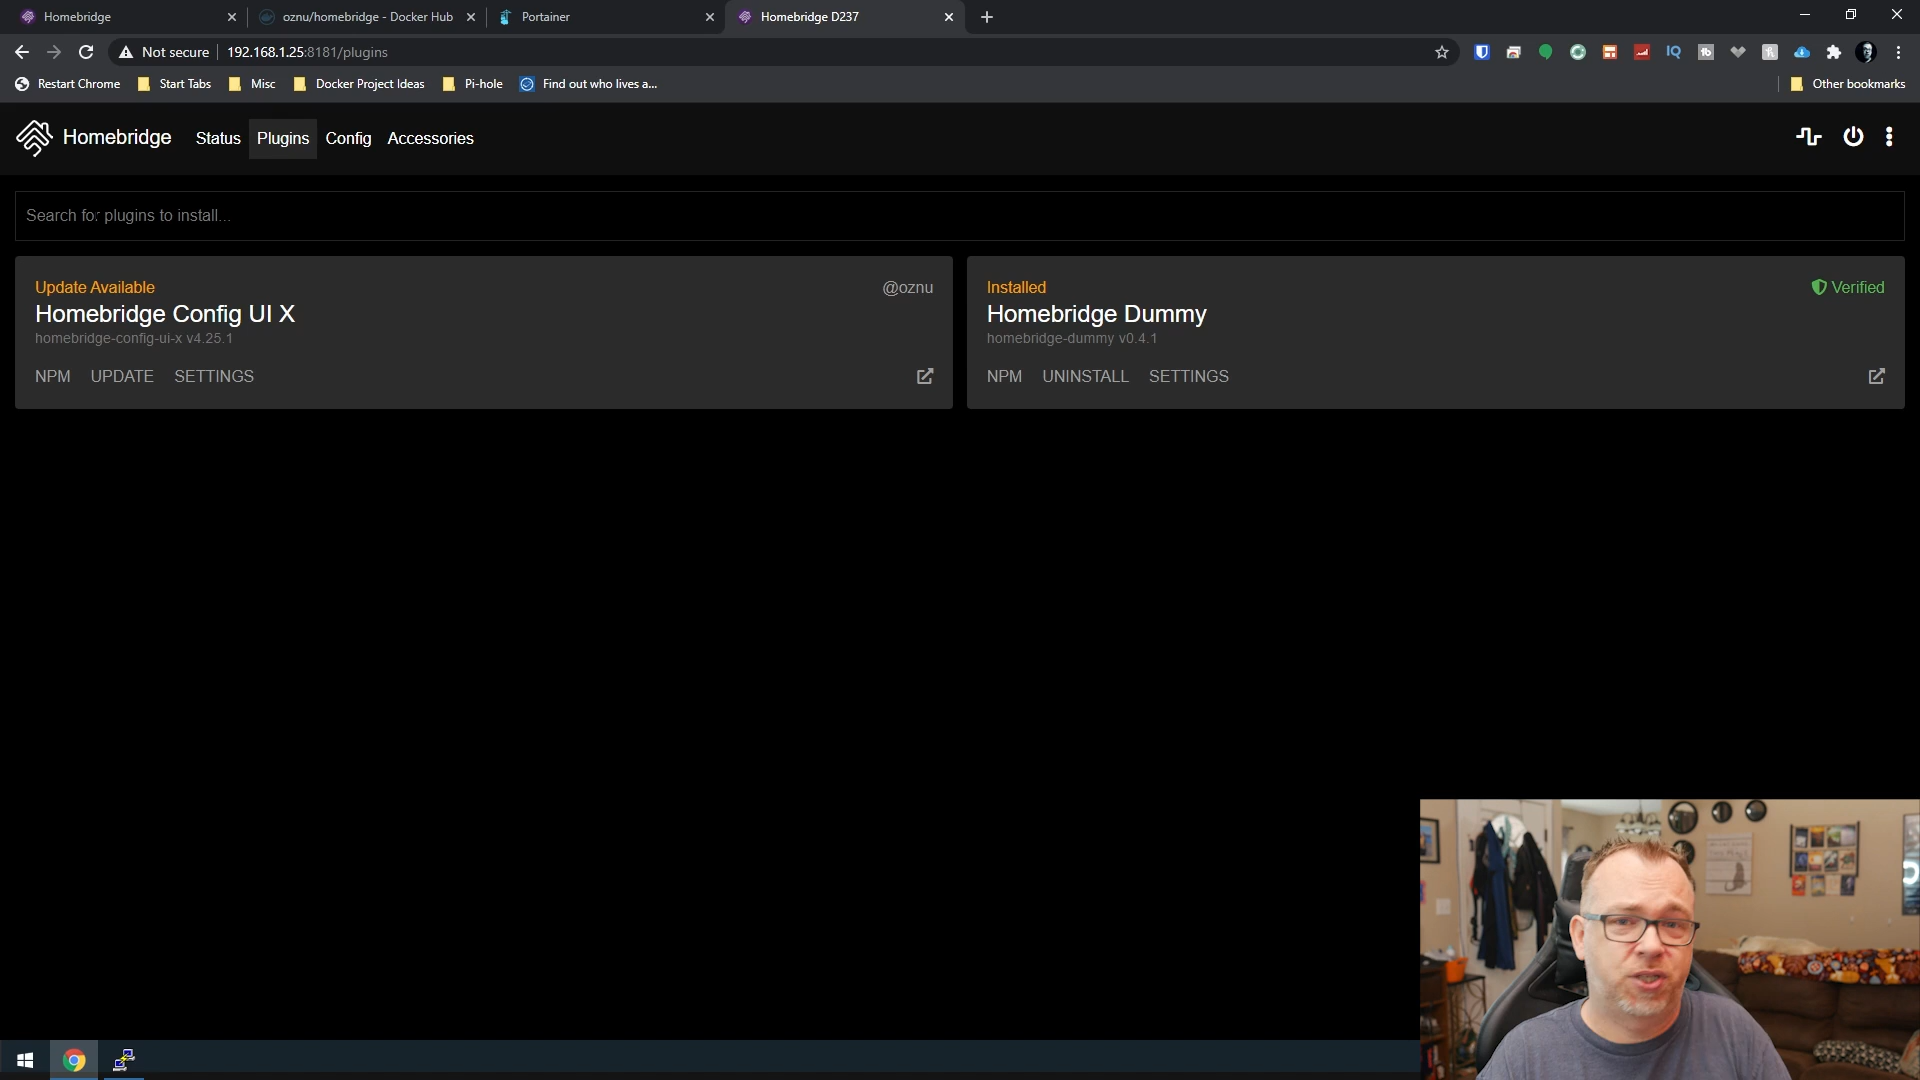 Homebridge
oznu/homebridge - Docker Hub
Portainer
Homebridge D237
Not secure
192.168.1.25:8181/plugins
IQ
tb
Restart Chrome
Start Tabs
Misc
Docker Project Ideas
Pi-hole
Find out who lives a...
Other bookmarks
Homebridge
Status
Plugins
Config
Accessories
Search for plugins to install...
Update Available
@oznu
Homebridge Config UI X
homebridge-config-ui-x v4.25.1
NPM
UPDATE
SETTINGS
Installed
Verified
Homebridge Dummy
homebridge-dummy v0.4.1
NPM
UNINSTALL
SETTINGS